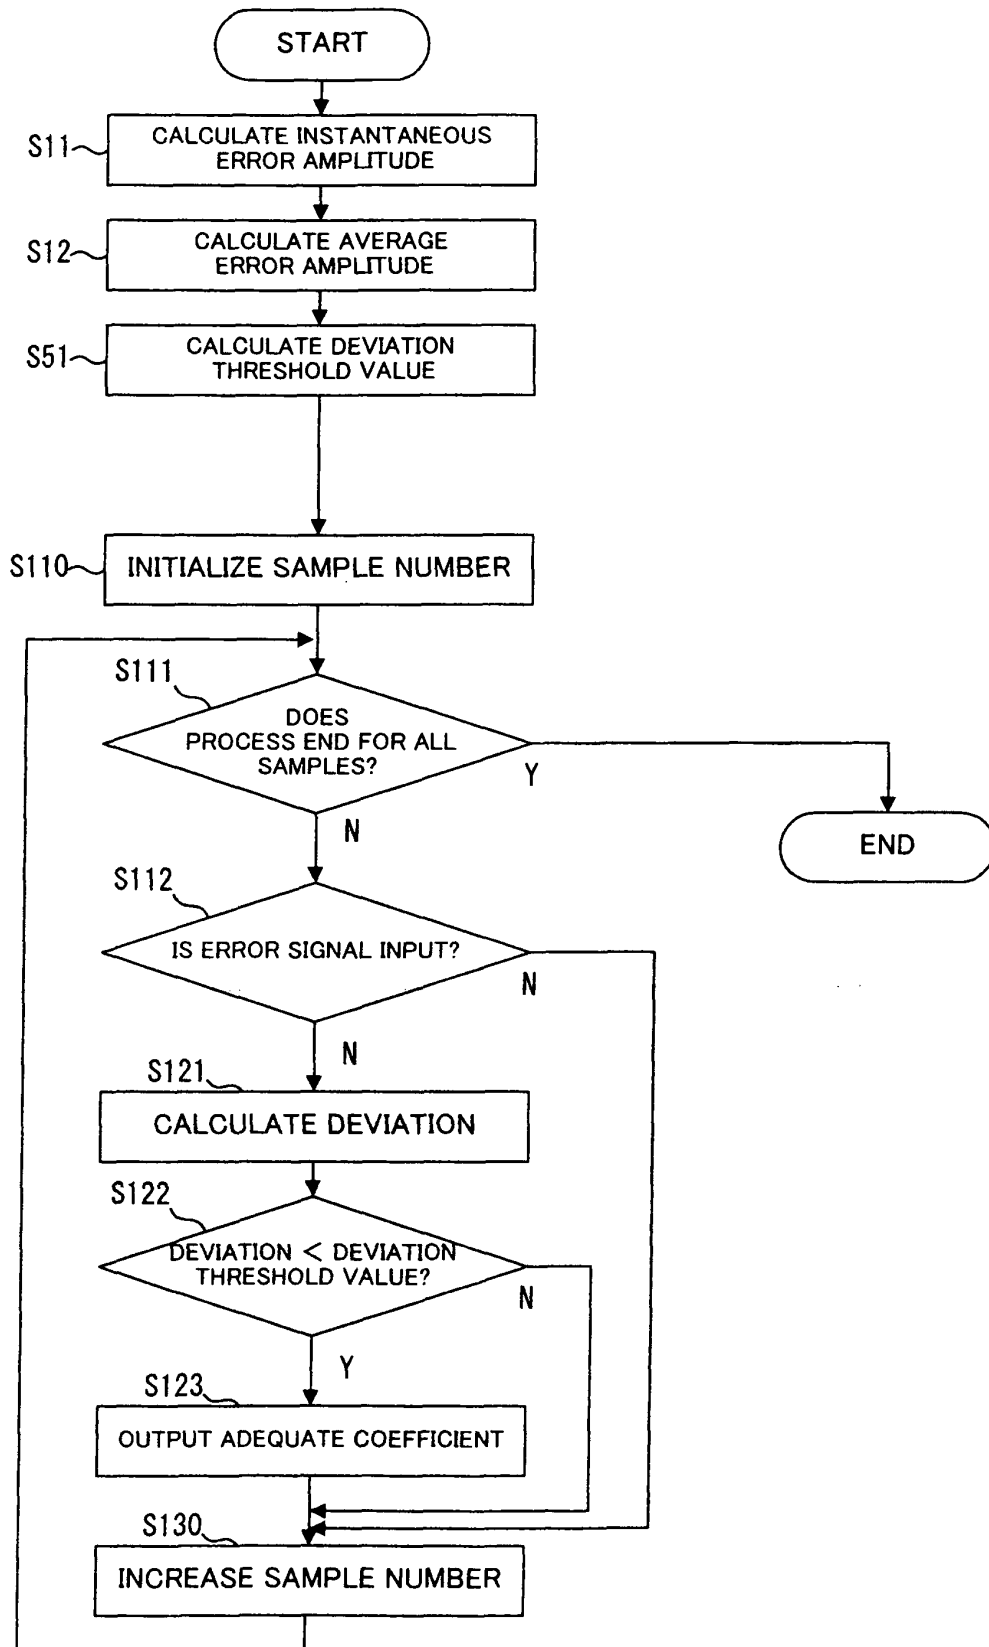 START
S11
CALCULATE INSTANTANEOUS
ERROR AMPLITUDE
S12
CALCULATE AVERAGE
ERROR AMPLITUDE
S51
CALCULATE DEVIATION
THRESHOLD VALUE
S110
INITIALIZE SAMPLE NUMBER
S111
DOES
PROCESS END FOR ALL
SAMPLES?
Y
N
END
S112
IS ERROR SIGNAL INPUT?
N
N
S121
CALCULATE DEVIATION
S122
DEVIATION < DEVIATION
THRESHOLD VALUE?
N
Y
S123
OUTPUT ADEQUATE COEFFICIENT
S130
INCREASE SAMPLE NUMBER